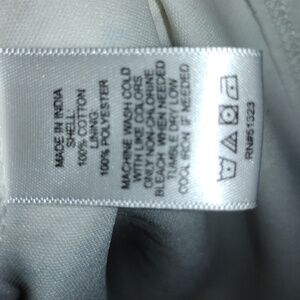 MADE IN INDIA
SHELL:
100% COTTON
LINING:
100% POLYESTER
MACHINE WASH COLD
WITH LIKE COLORS
ONLY NON-CHLORINE
BLEACH WHEN NEEDED
TUMBLE DRY LOW
COOL IRON IF NEEDED
RN#51323